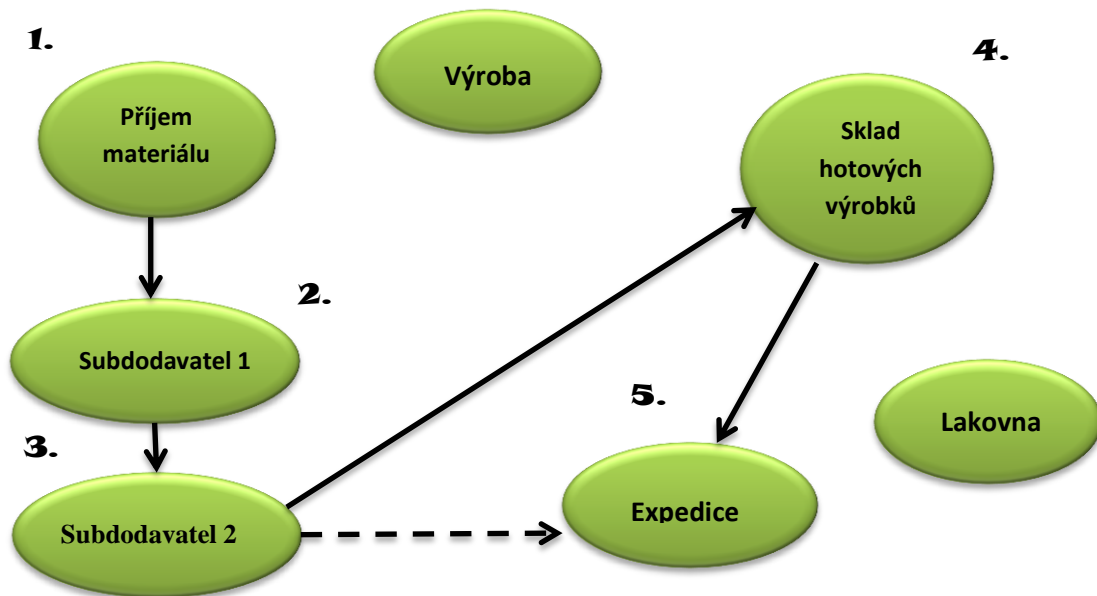 1.
Příjem
materiálu
Výroba
4.
Sklad
hotových
výrobků
2.
Subdodavatel 1
3.
Subdodavatel 2
5.
Expedice
Lakovna